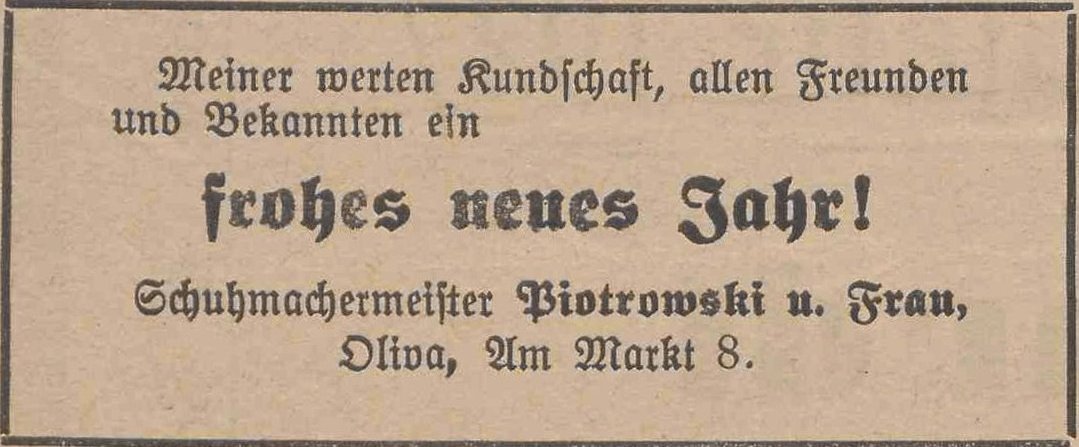 Meiner werten Kundschaft, allen Freunden
und Bekannten ein
frohes neues Jahr!
Schuhmachermeister Piotrowski u. Frau,
Oliva, Am Markt 8.